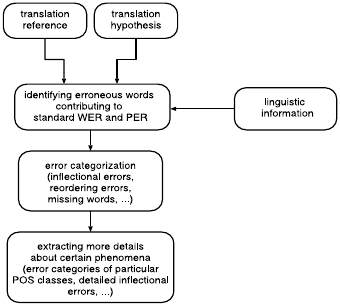 translation
reference
translation
hypothesis
identifying erroneous words
contributing to
standard WER and PER
linguistic
information
error categorization
(inflectional errors,
reordering errors,
missing words, ...)
extracting more details
about certain phenomena
(error categories of particular
POS classes, detailed inflectional
errors, ...)